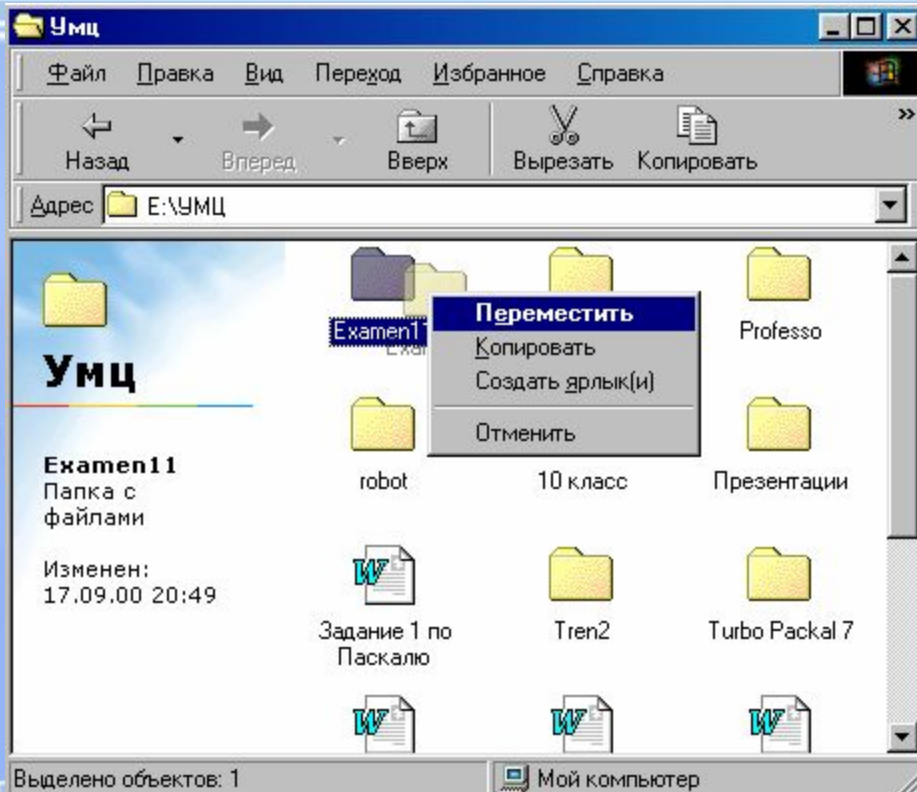 Умц
Файл Правка Вид Переход Избранное Справка
Назад Вперед Вверх Вырезать Копировать »
Адрес E:\УМЦ
Умц
Examen11
Папка с
файлами
Изменен:
17.09.00 20:49
Examen11
Professo
Переместить
Копировать
Создать ярлык(и)
Отменить
robot 10 класс Презентации
Задание 1 по
Паскалю
Tren2 Turbo Packal 7
Выделено объектов: 1 Мой компьютер